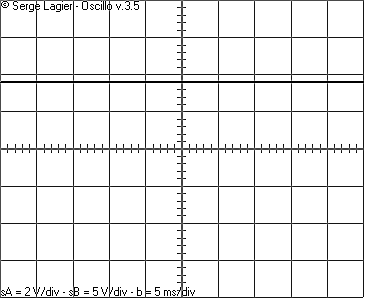 © Serge Lagier - Oscillo v.3.5
sA = 2 V/div - sB = 5 V/div - b = 5 ms/div